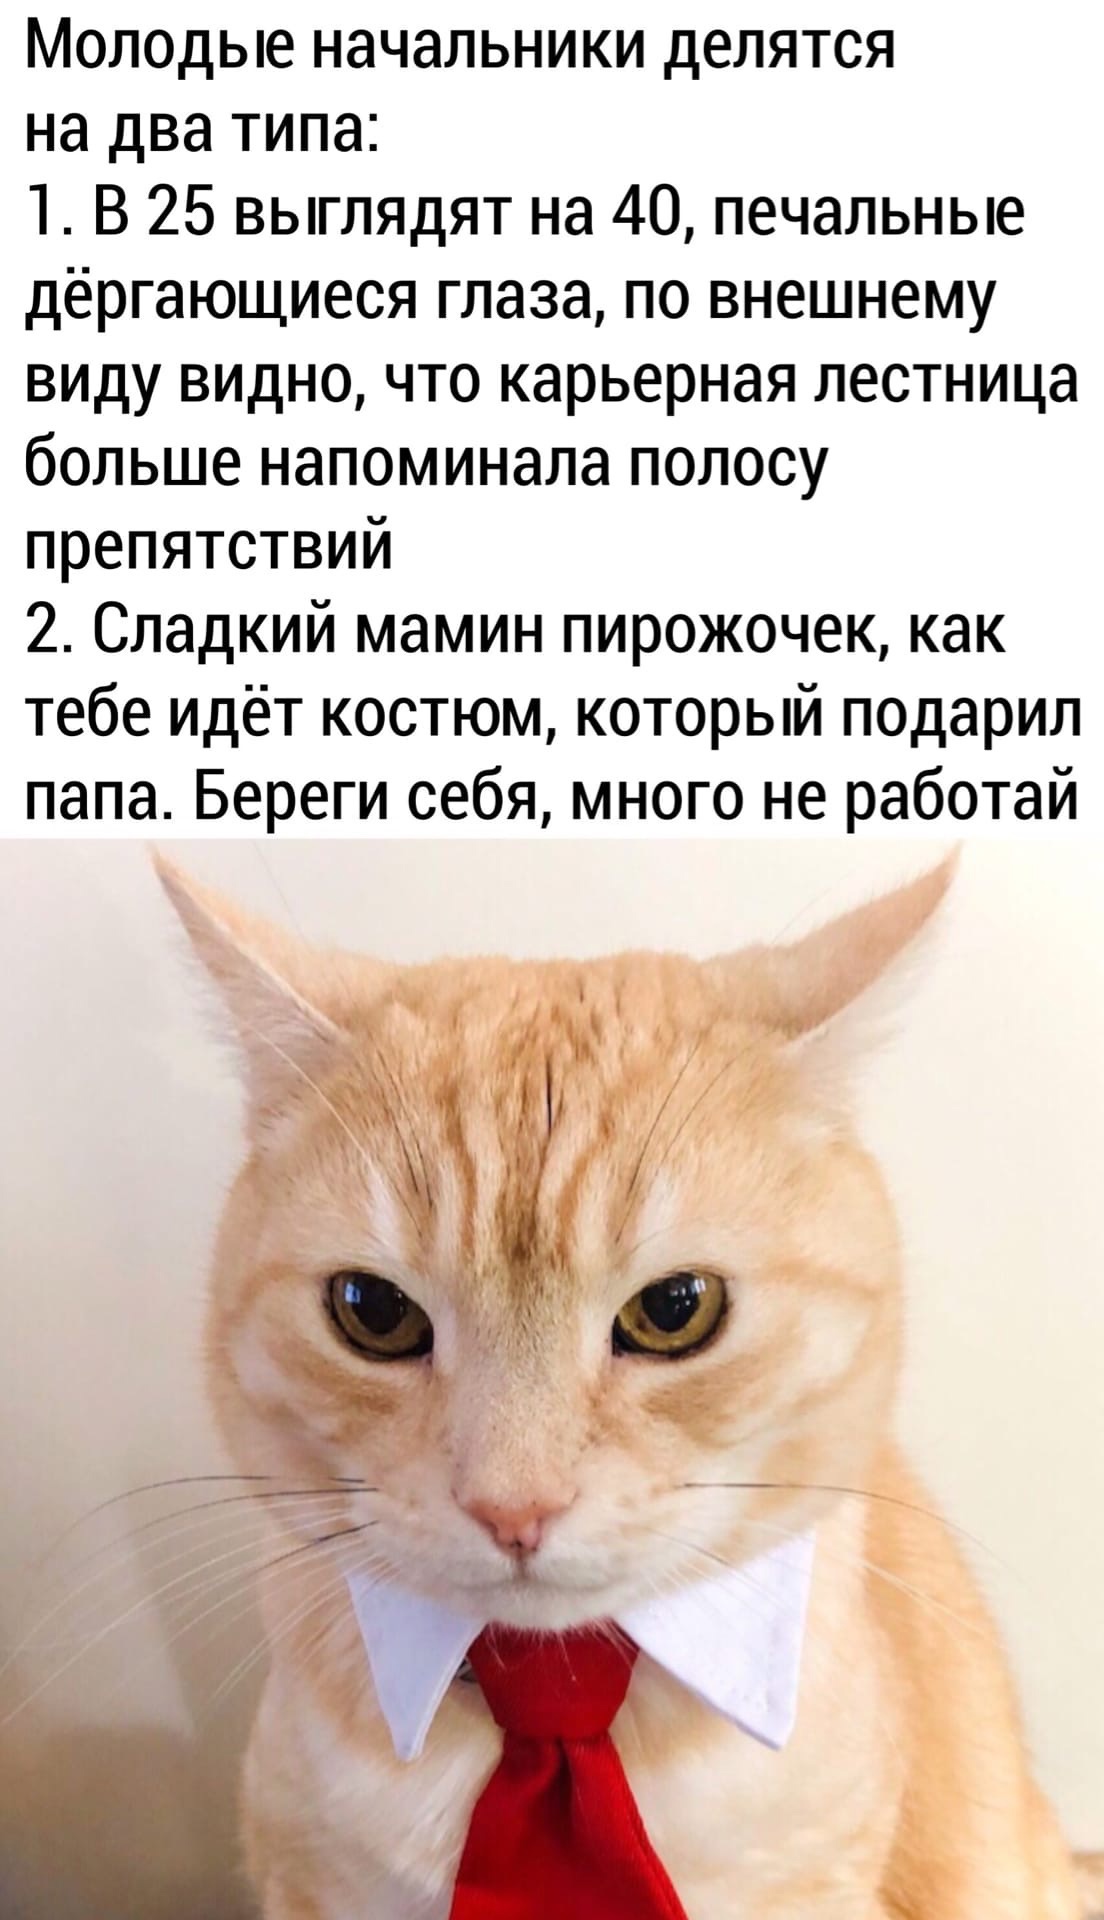 Молодые начальники делятся
на два типа:
1. В 25 выглядят на 40, печальные
дёргающиеся глаза, по внешнему
виду видно, что карьерная лестница
больше напоминала полосу
препятствий
2. Сладкий мамин пирожочек, как
тебе идёт костюм, который подарил
папа. Береги себя, много не работай